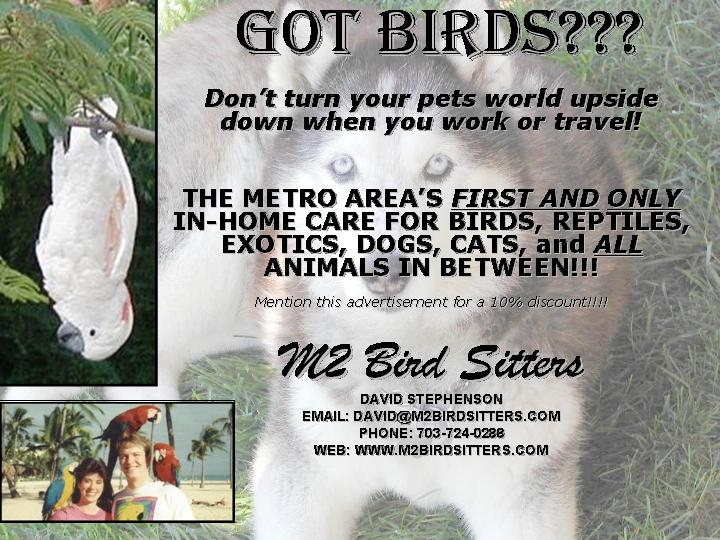 GOT BIRDS???
Don't turn your pets world upside
down when you work or travel!
THE METRO AREA'S FIRST AND ONLY
IN-HOME CARE FOR BIRDS, REPTILES,
EXOTICS, DOGS, CATS, and ALL
ANIMALS IN BETWEEN!!!
Mention this advertisement for a 10% discount!!!!
M2 Bird Sitters
DAVID STEPHENSON
EMAIL: DAVID@M2BIRDSITTERS.COM
PHONE: 703-724-0286
WEB: WWW.M2BIRDSITTERS.COM